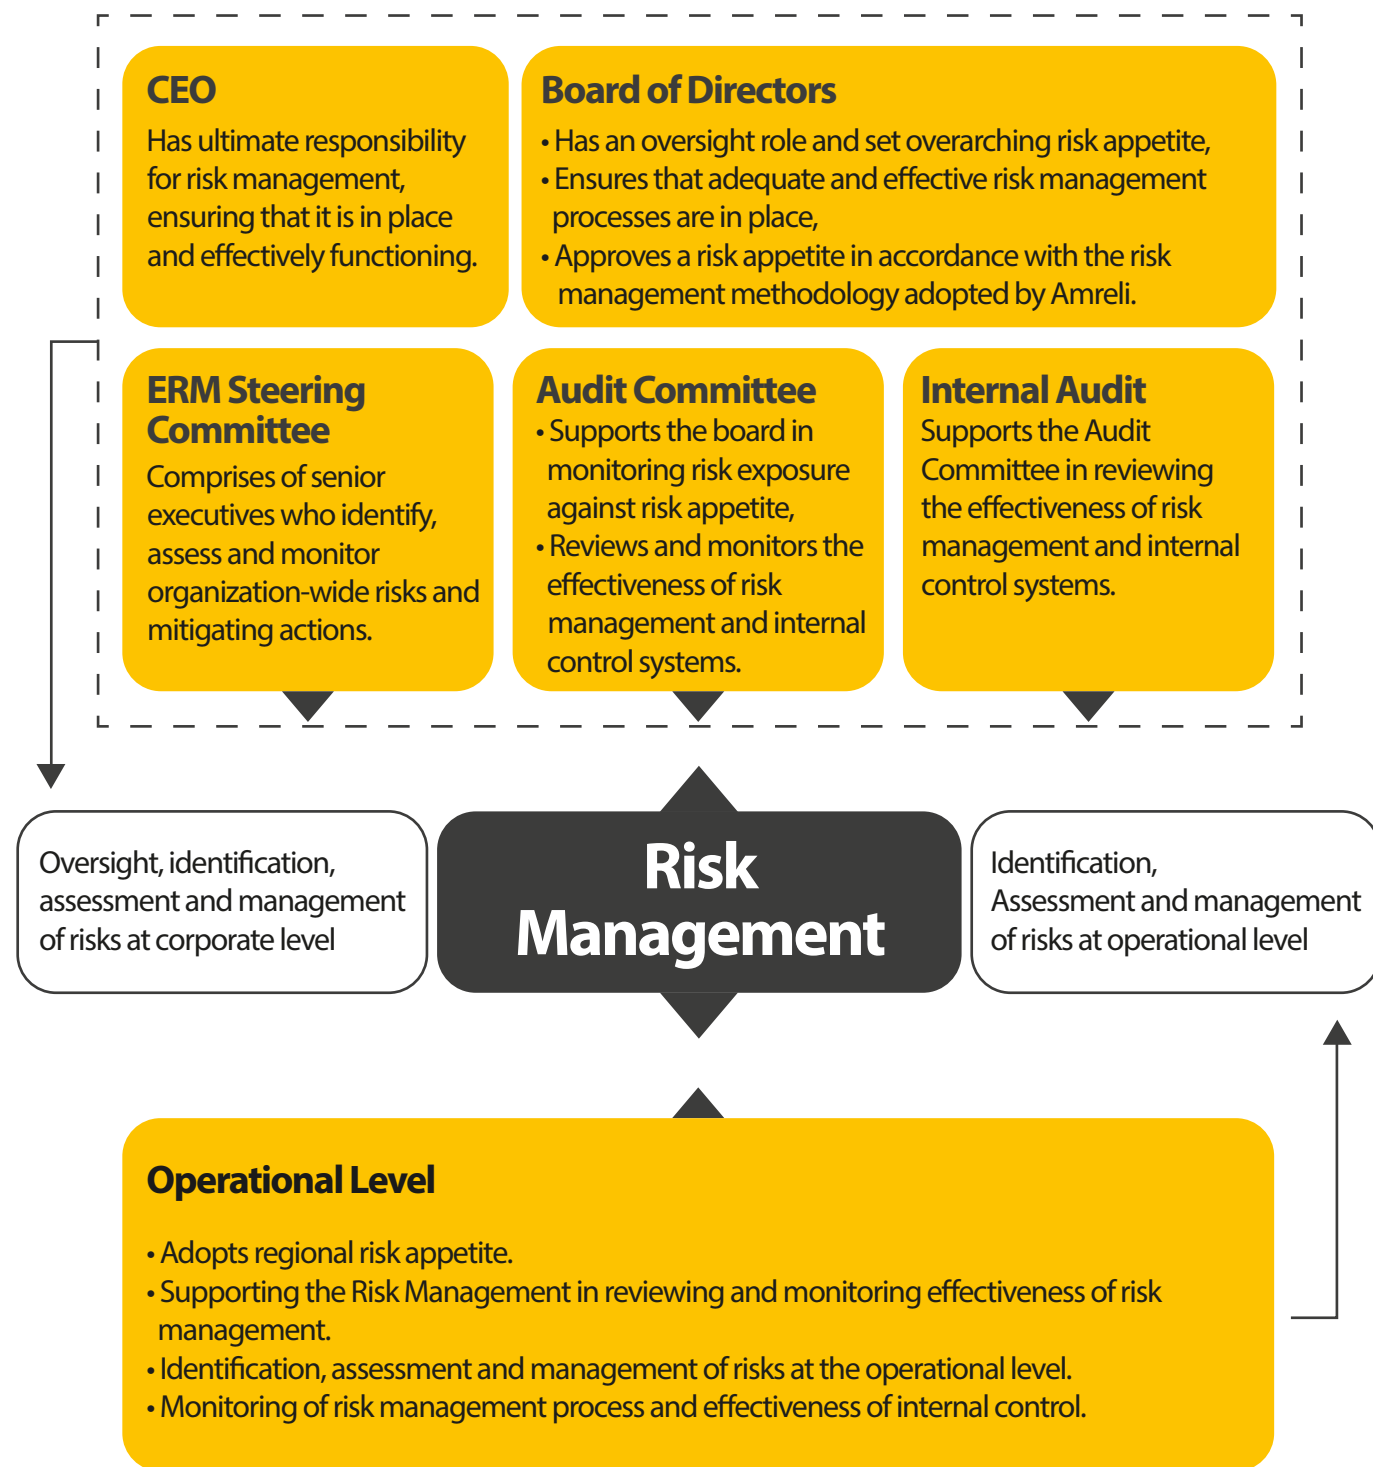 CEO
Has ultimate responsibility
for risk management,
ensuring that it is in place
and effectively functioning.
Board of Directors
• Has an oversight role and set overarching risk appetite,
• Ensures that adequate and effective risk management
processes are in place,
• Approves a risk appetite in accordance with the risk
management methodology adopted by Amreli.
ERM Steering
Committee
Comprises of senior
executives who identify,
assess and monitor
organization-wide risks and
mitigating actions.
Audit Committee
• Supports the board in
monitoring risk exposure
against risk appetite,
• Reviews and monitors the
effectiveness of risk
management and internal
control systems.
Internal Audit
Supports the Audit
Committee in reviewing
the effectiveness of risk
management and internal
control systems.
Oversight, identification,
assessment and management
of risks at corporate level
Risk
Management
Identification,
Assessment and management
of risks at operational level
Operational Level
• Adopts regional risk appetite.
• Supporting the Risk Management in reviewing and monitoring effectiveness of risk
management.
• Identification, assessment and management of risks at the operational level.
• Monitoring of risk management process and effectiveness of internal control.